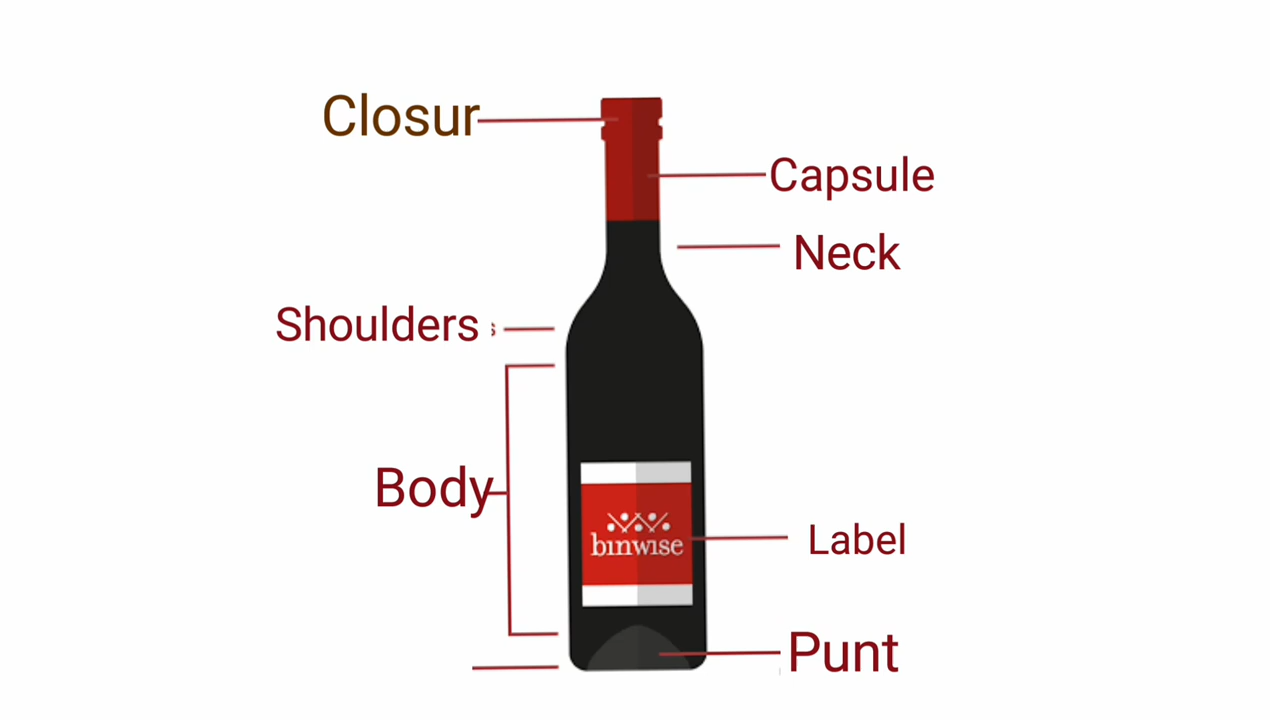 Closur
Capsule
Neck
Shoulders s
Body
binwise
Label
Punt